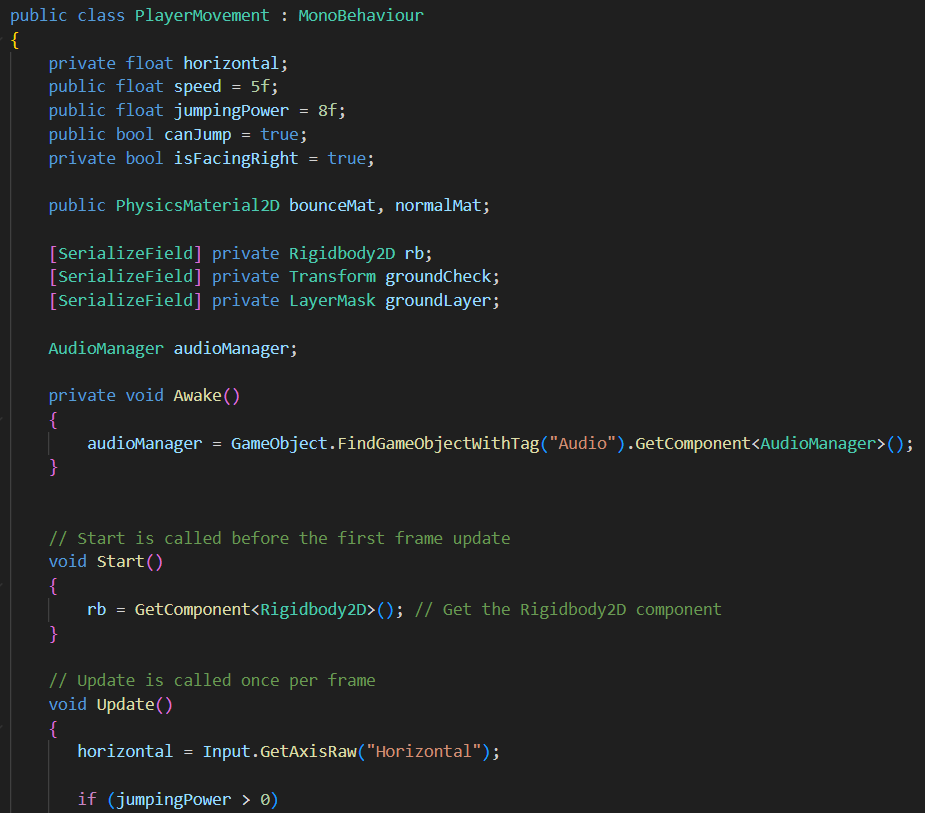 public class PlayerMovement : MonoBehaviour
{
    private float horizontal;
    public float speed = 5f;
    public float jumpingPower = 8f;
    public bool canJump = true;
    private bool isFacingRight = true;

    public PhysicsMaterial2D bounceMat, normalMat;

    [SerializeField] private Rigidbody2D rb;
    [SerializeField] private Transform groundCheck;
    [SerializeField] private LayerMask groundLayer;

    AudioManager audioManager;

    private void Awake()
    {
        audioManager = GameObject.FindGameObjectWithTag("Audio").GetComponent<AudioManager>();
    }


    // Start is called before the first frame update
    void Start()
    {
        rb = GetComponent<Rigidbody2D>(); // Get the Rigidbody2D component
    }

    // Update is called once per frame
    void Update()
    {
       horizontal = Input.GetAxisRaw("Horizontal");

       if (jumpingPower > 0)